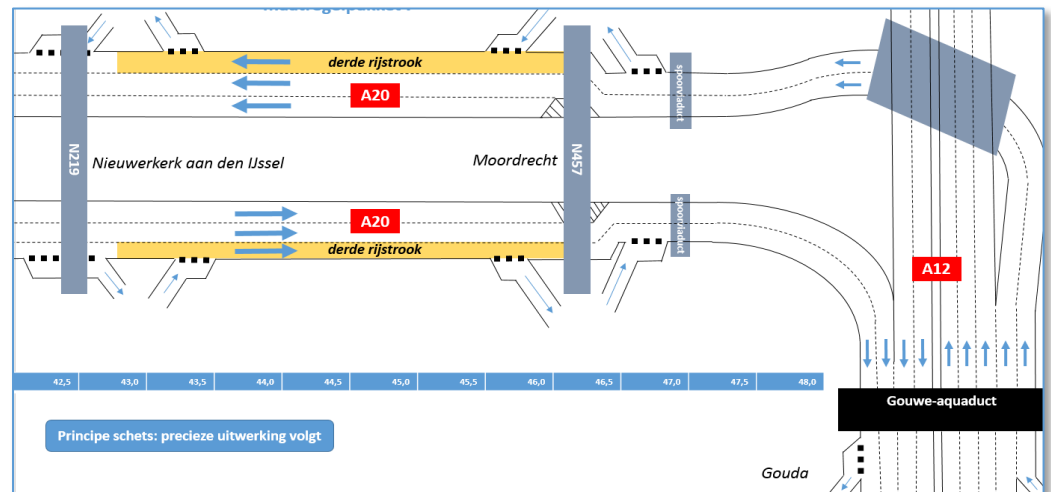 derde rijstrook
A20
spoorviaduct
N219
Nieuwerkerk aan den IJssel
Moordrecht
N457
A20
derde rijstrook
spoorviaduct
A12
42,5 43,0 43,5 44,0 44,5 45,0 45,5 46,0 46,5 47,0 47,5 48,0
Gouwe-aquaduct
Principe schets: precieze uitwerking volgt
Gouda